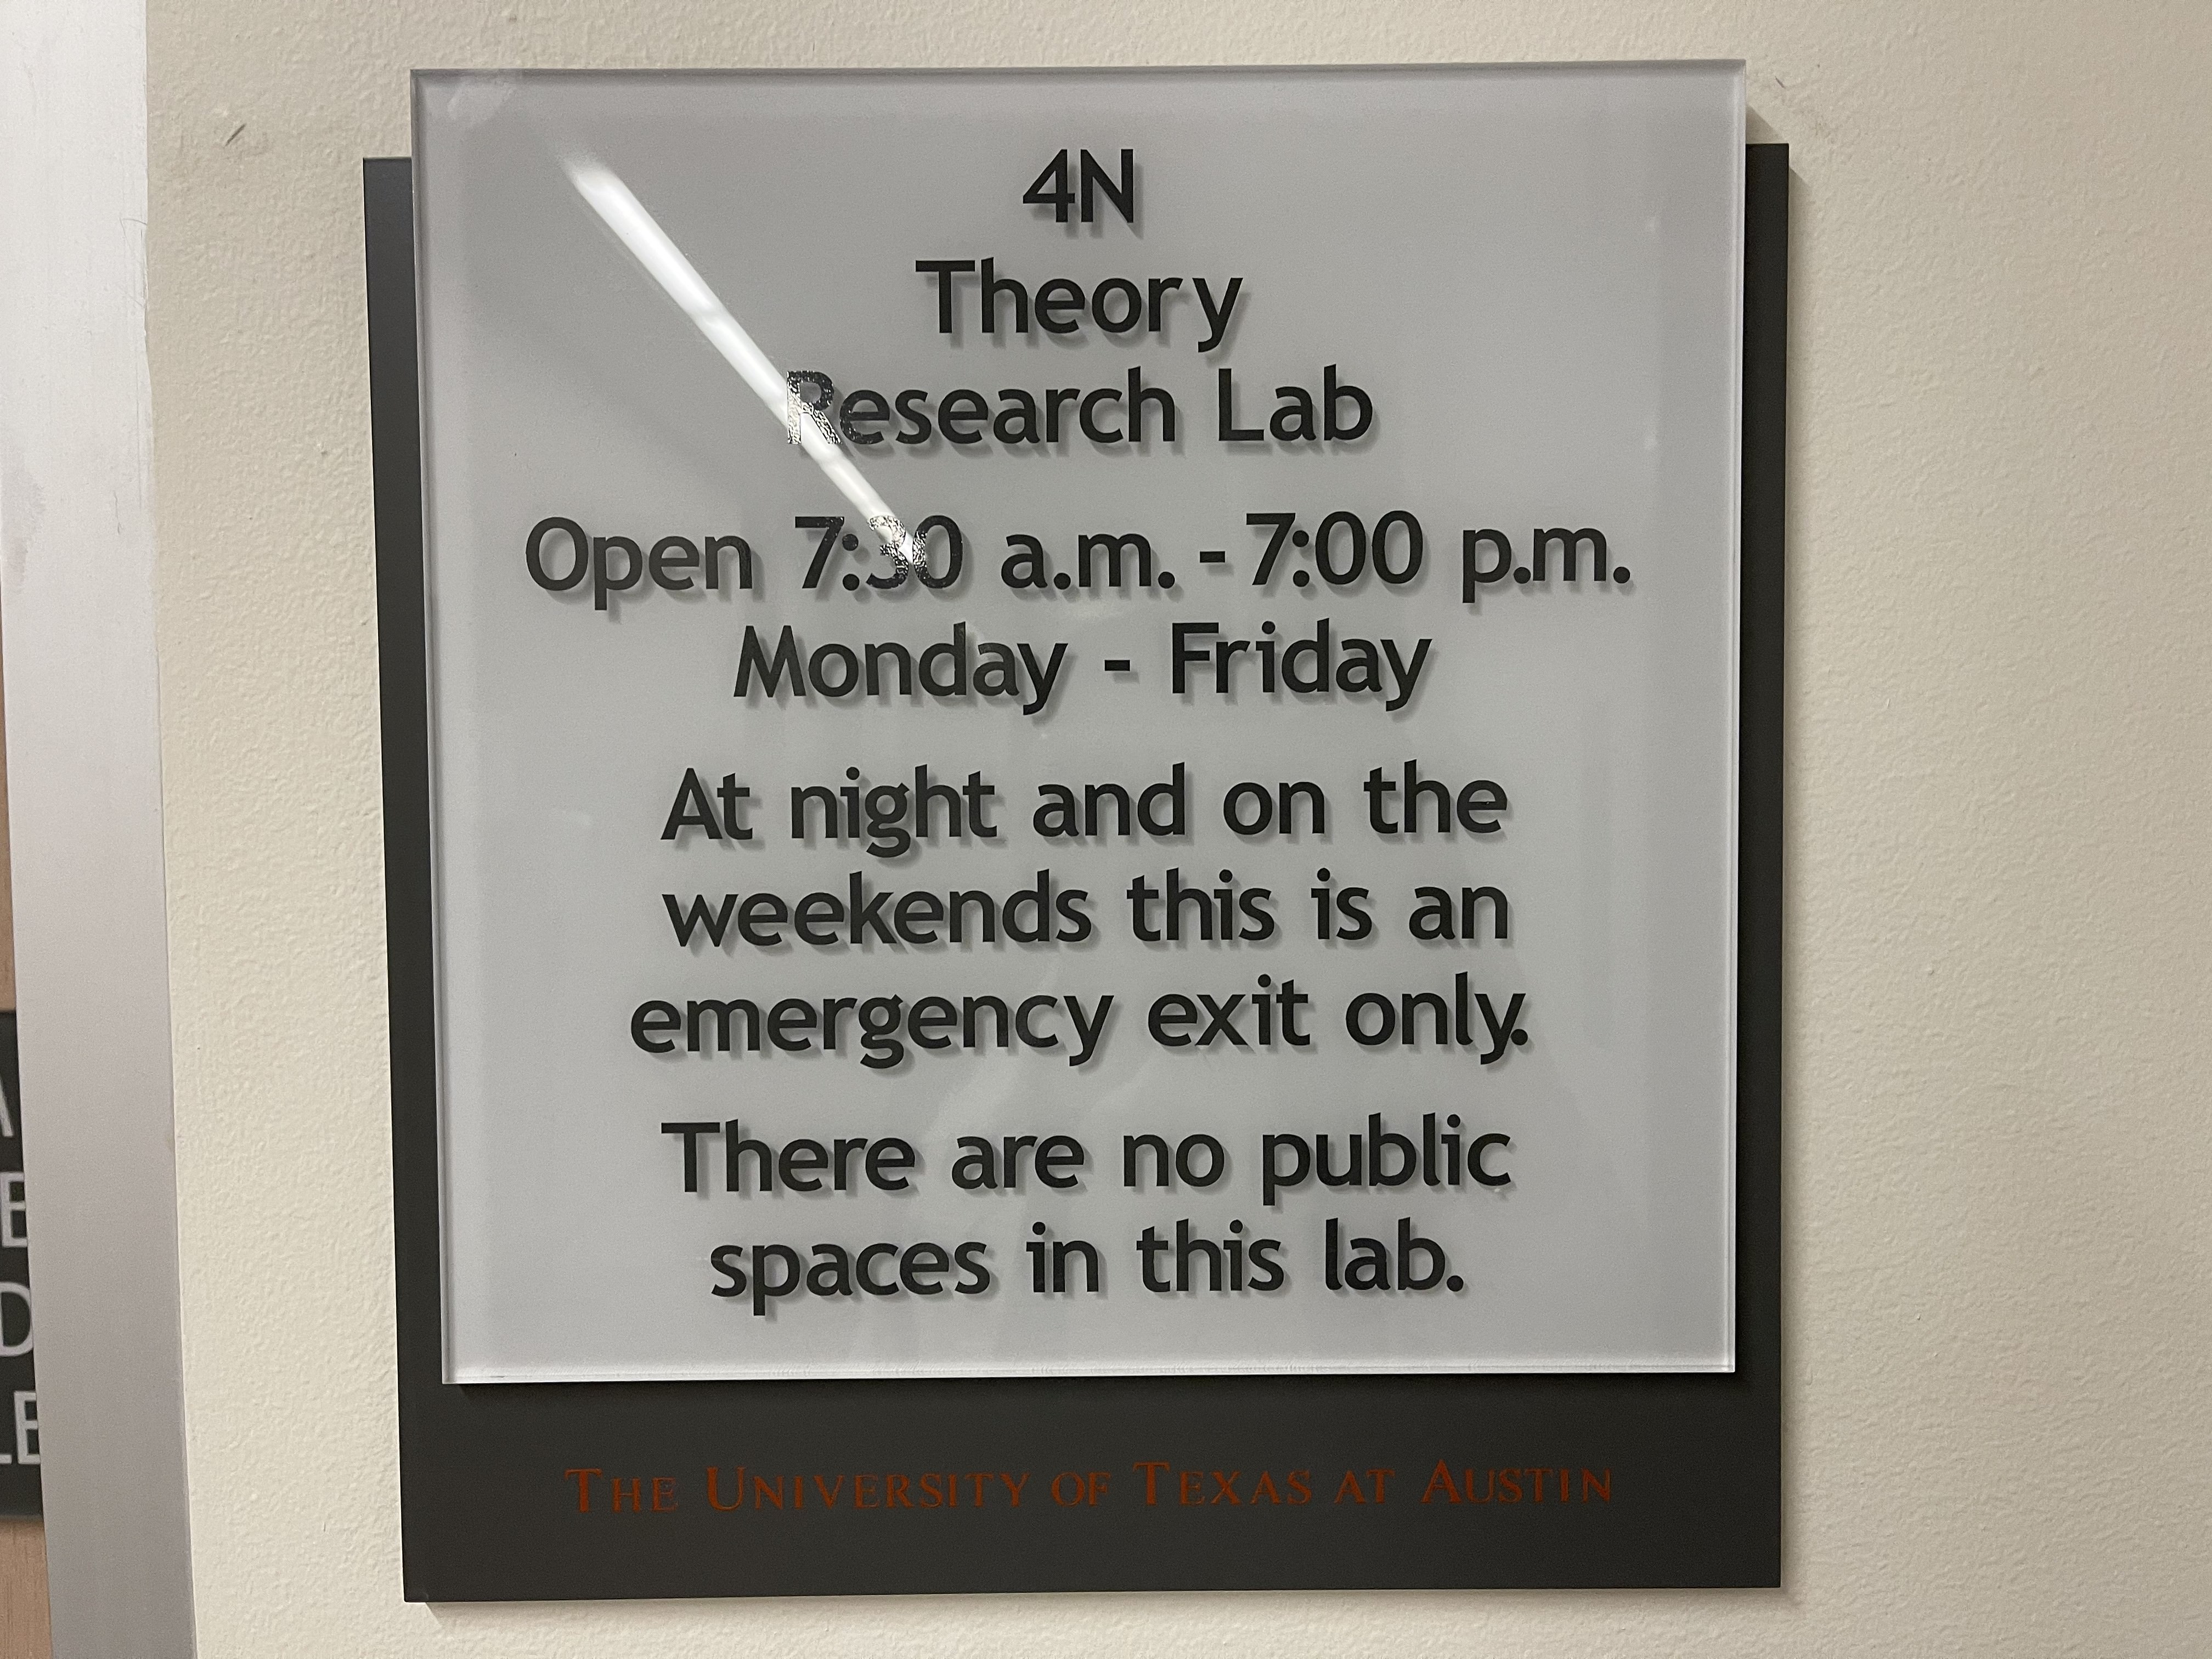 4N
Theory
Research Lab
Open 7:30 a.m. - 7:00 p.m.
Monday - Friday
At night and on the
weekends this is an
emergency exit only.
There are no public
spaces in this lab.
THE UNIVERSITY OF TEXAS AT AUSTIN